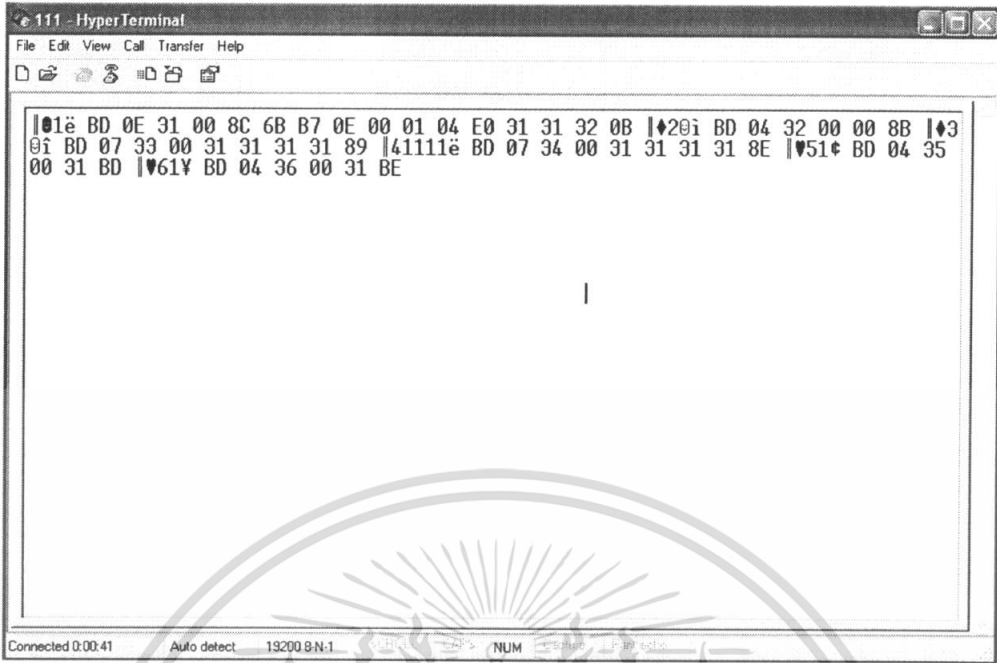 111 - HyperTerminal
File Edit View Call Transfer Help
║☻1ë BD 0E 31 00 8C 6B B7 0E 00 01 04 E0 31 31 32 0B ║♦20ì BD 04 32 00 00 8B ║♦3
0î BD 07 33 00 31 31 31 31 89 ║41111ë BD 07 34 00 31 31 31 31 8E ║♥51¢ BD 04 35
00 31 BD ║♥61¥ BD 04 36 00 31 BE
Connected 0:00:41 Auto detect 19200 8-N-1 NUM